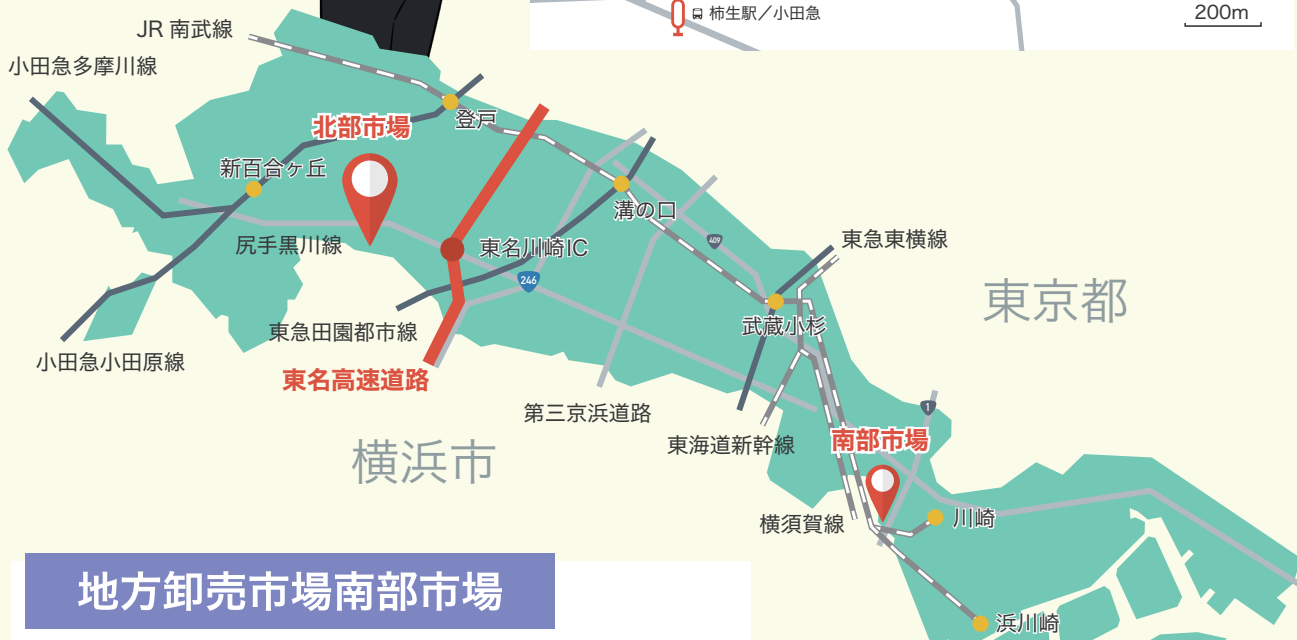 柿生駅／小田急
200m
JR 南武線
小田急多摩川線
登戸
北部市場
新百合ヶ丘
溝の口
尻手黒川線
東名川崎IC
409
東急東横線
246
東京都
武蔵小杉
東急田園都市線
小田急小田原線
東名高速道路
第三京浜道路
1
横浜市
東海道新幹線
南部市場
横須賀線
川崎
地方卸売市場南部市場
浜川崎